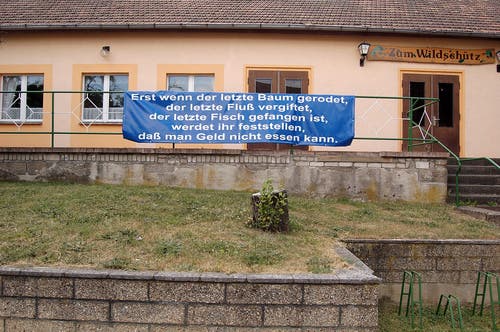 Zum Wildschütz
Erst wenn der letzte Baum gerodet,
der letzte Fluß vergiftet,
der letzte Fisch gefangen ist,
werdet ihr feststellen,
daß man Geld nicht essen kann.